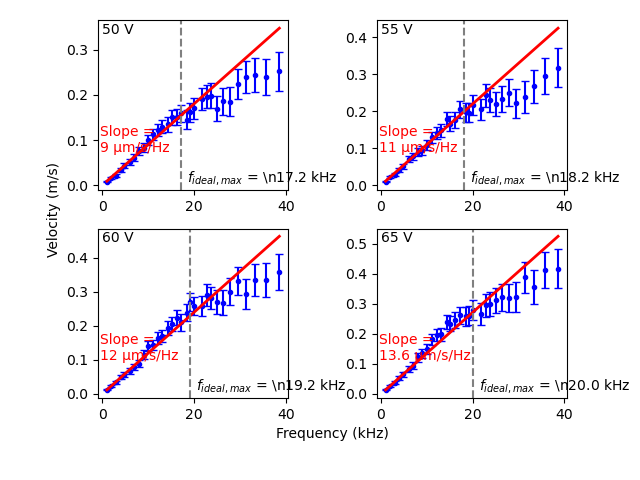 50 V
0.3
0.2
0.1
0.0
0
20
40
Slope =
9 μm/s/Hz
f_ideal,max = \n17.2 kHz
55 V
0.4
0.3
0.2
0.1
0.0
0
20
40
Slope =
11 μm/s/Hz
f_ideal,max = \n18.2 kHz
Velocity (m/s)
60 V
0.4
0.3
0.2
0.1
0.0
0
20
40
Slope =
12 μm/s/Hz
f_ideal,max = \n19.2 kHz
65 V
0.5
0.4
0.3
0.2
0.1
0.0
0
20
40
Slope =
13.6 μm/s/Hz
f_ideal,max = \n20.0 kHz
Frequency (kHz)